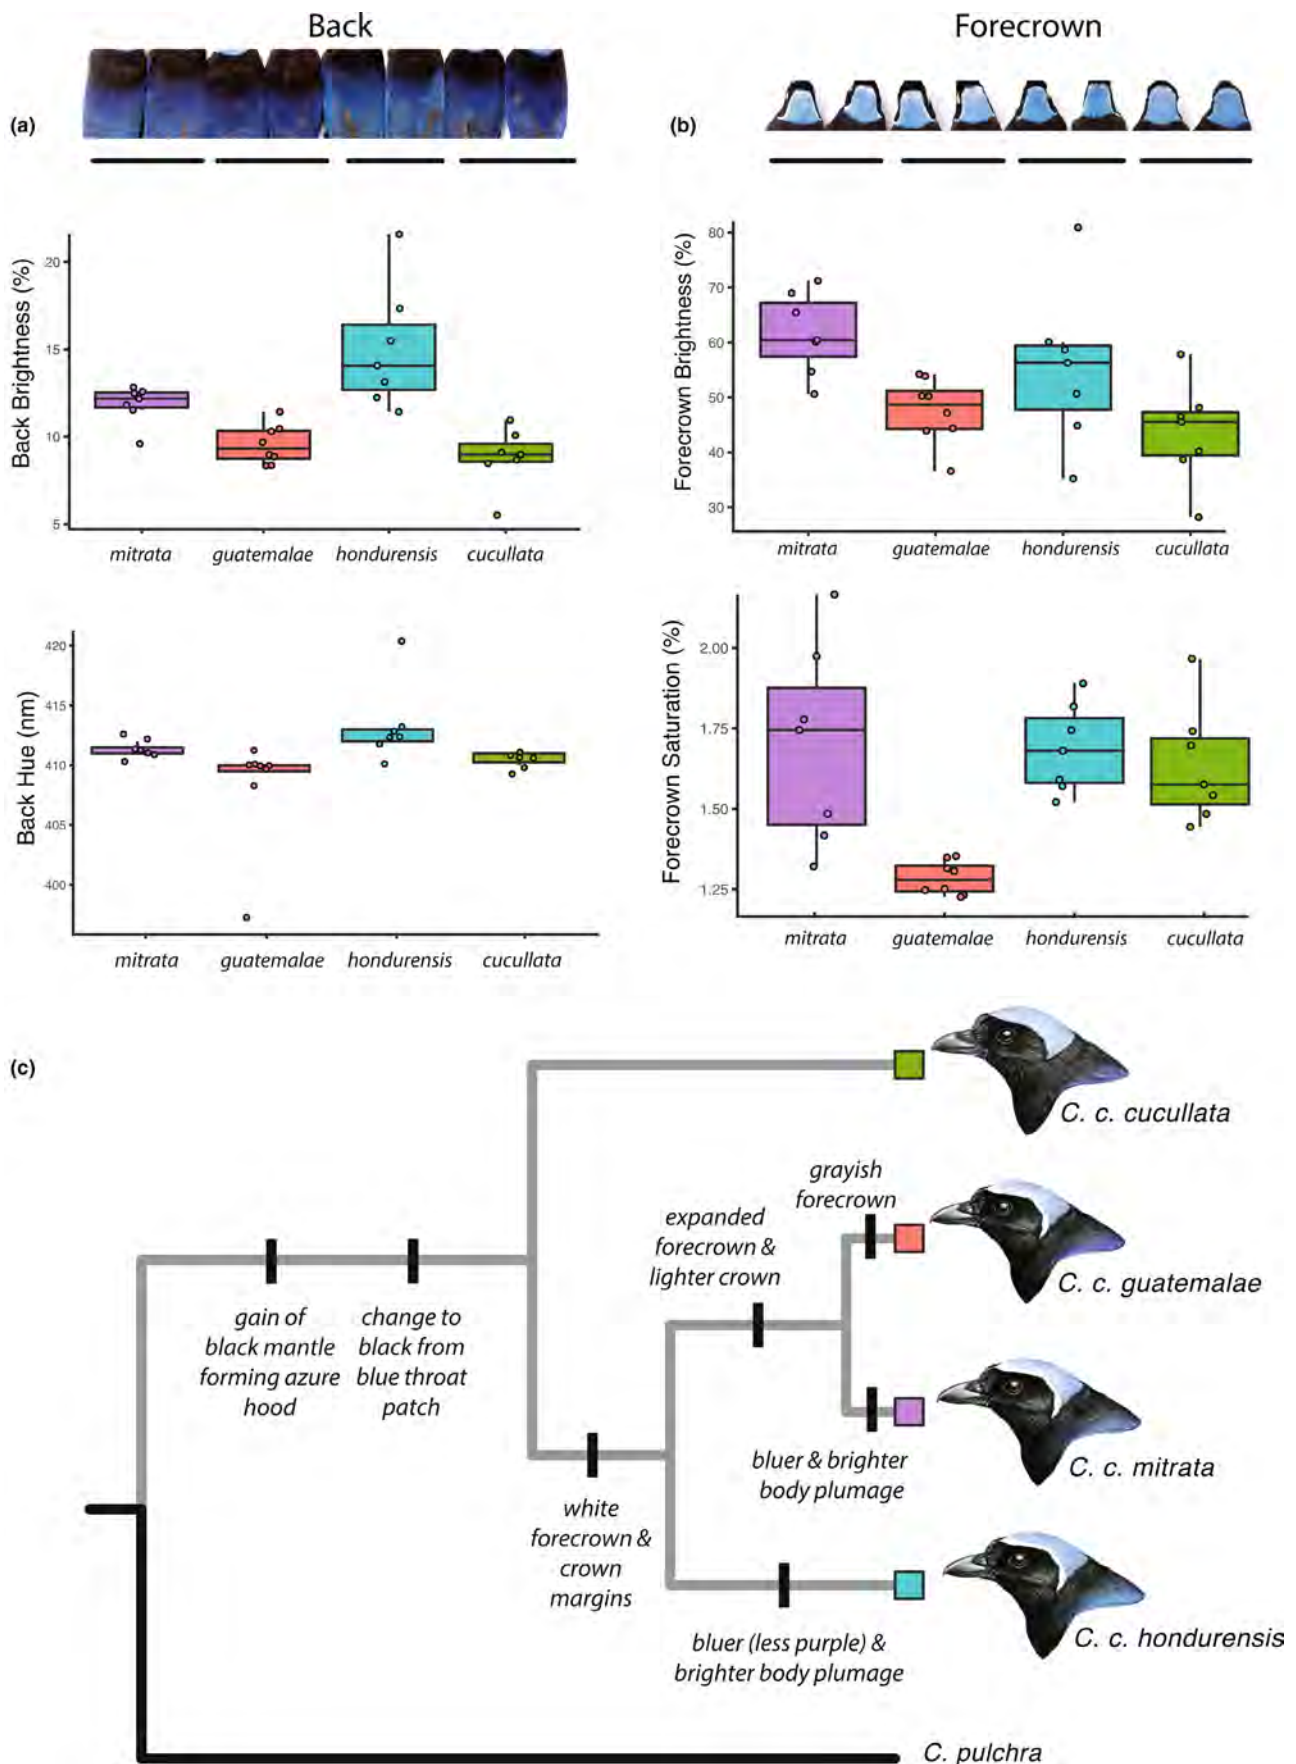 Back
Forecrown
(a)
(b)
Back Brightness (%)
20
15
10
5
mitrata
guatemalae
hondurensis
cucullata
Forecrown Brightness (%)
80
70
60
50
40
30
mitrata
guatemalae
hondurensis
cucullata
Back Hue (nm)
420
415
410
405
400
mitrata
guatemalae
hondurensis
cucullata
Forecrown Saturation (%)
2.00
1.75
1.50
1.25
mitrata
guatemalae
hondurensis
cucullata
(c)
C. c. cucullata
grayish
forecrown
expanded
forecrown &
lighter crown
C. c. guatemalae
gain of
black mantle
forming azure
hood
change to
black from
blue throat
patch
bluer & brighter
body plumage
C. c. mitrata
white
forecrown &
crown
margins
bluer (less purple) &
brighter body plumage
C. c. hondurensis
C. pulchra